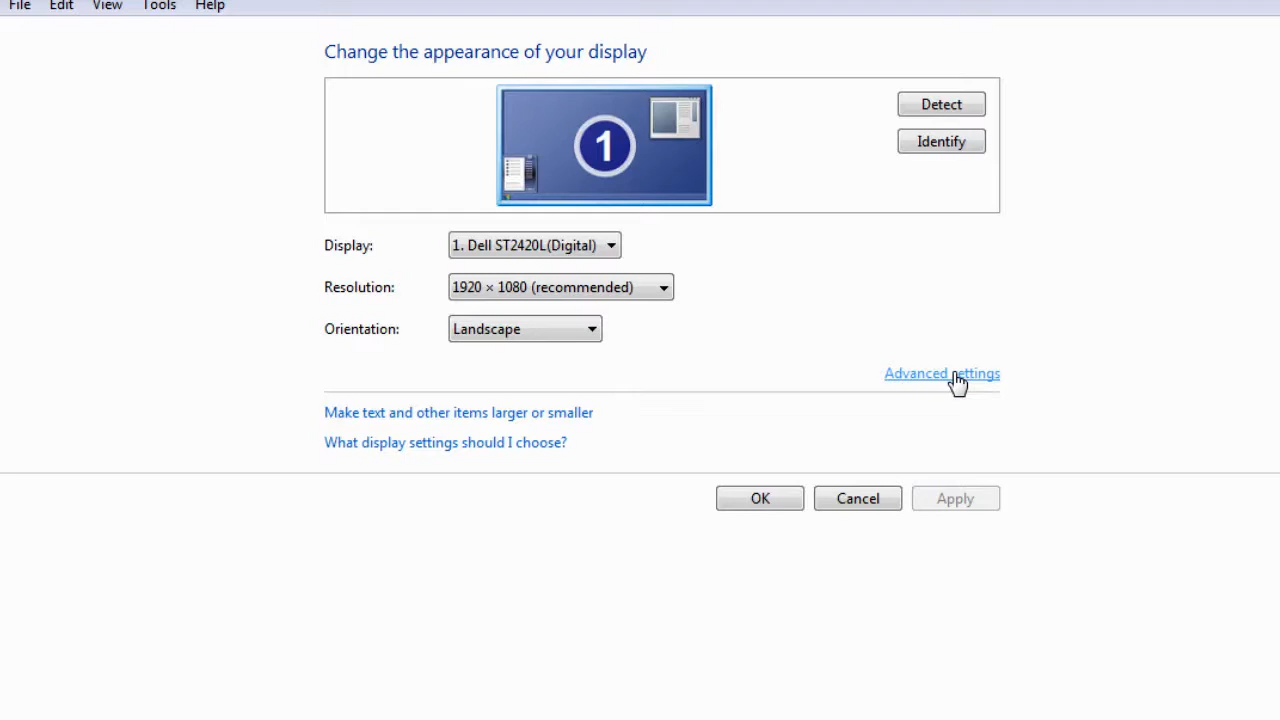 File Edit View Tools Help
Change the appearance of your display
1
Detect
Identify
Display: 1. Dell ST2420L(Digital)
Resolution: 1920 × 1080 (recommended)
Orientation: Landscape
Advanced settings
Make text and other items larger or smaller
What display settings should I choose?
OK Cancel Apply